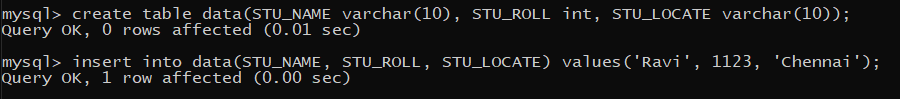 mysql> create table data(STU_NAME varchar(10), STU_ROLL int, STU_LOCATE varchar(10));
Query OK, 0 rows affected (0.01 sec)
mysql> insert into data(STU_NAME, STU_ROLL, STU_LOCATE) values('Ravi', 1123, 'Chennai');
Query OK, 1 row affected (0.00 sec)